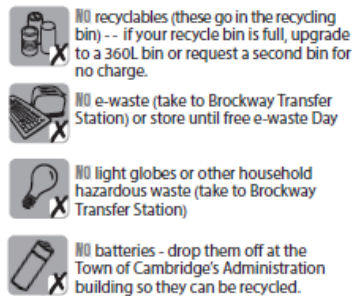 NO recyclables (these go in the recycling
bin) -- if your recycle bin is full, upgrade
to a 360L bin or request a second bin for
no charge.
NO e-waste (take to Brockway Transfer
Station) or store until free e-waste Day
NO light globes or other household
hazardous waste (take to Brockway
Transfer Station)
NO batteries - drop them off at the
Town of Cambridge's Administration
building so they can be recycled.